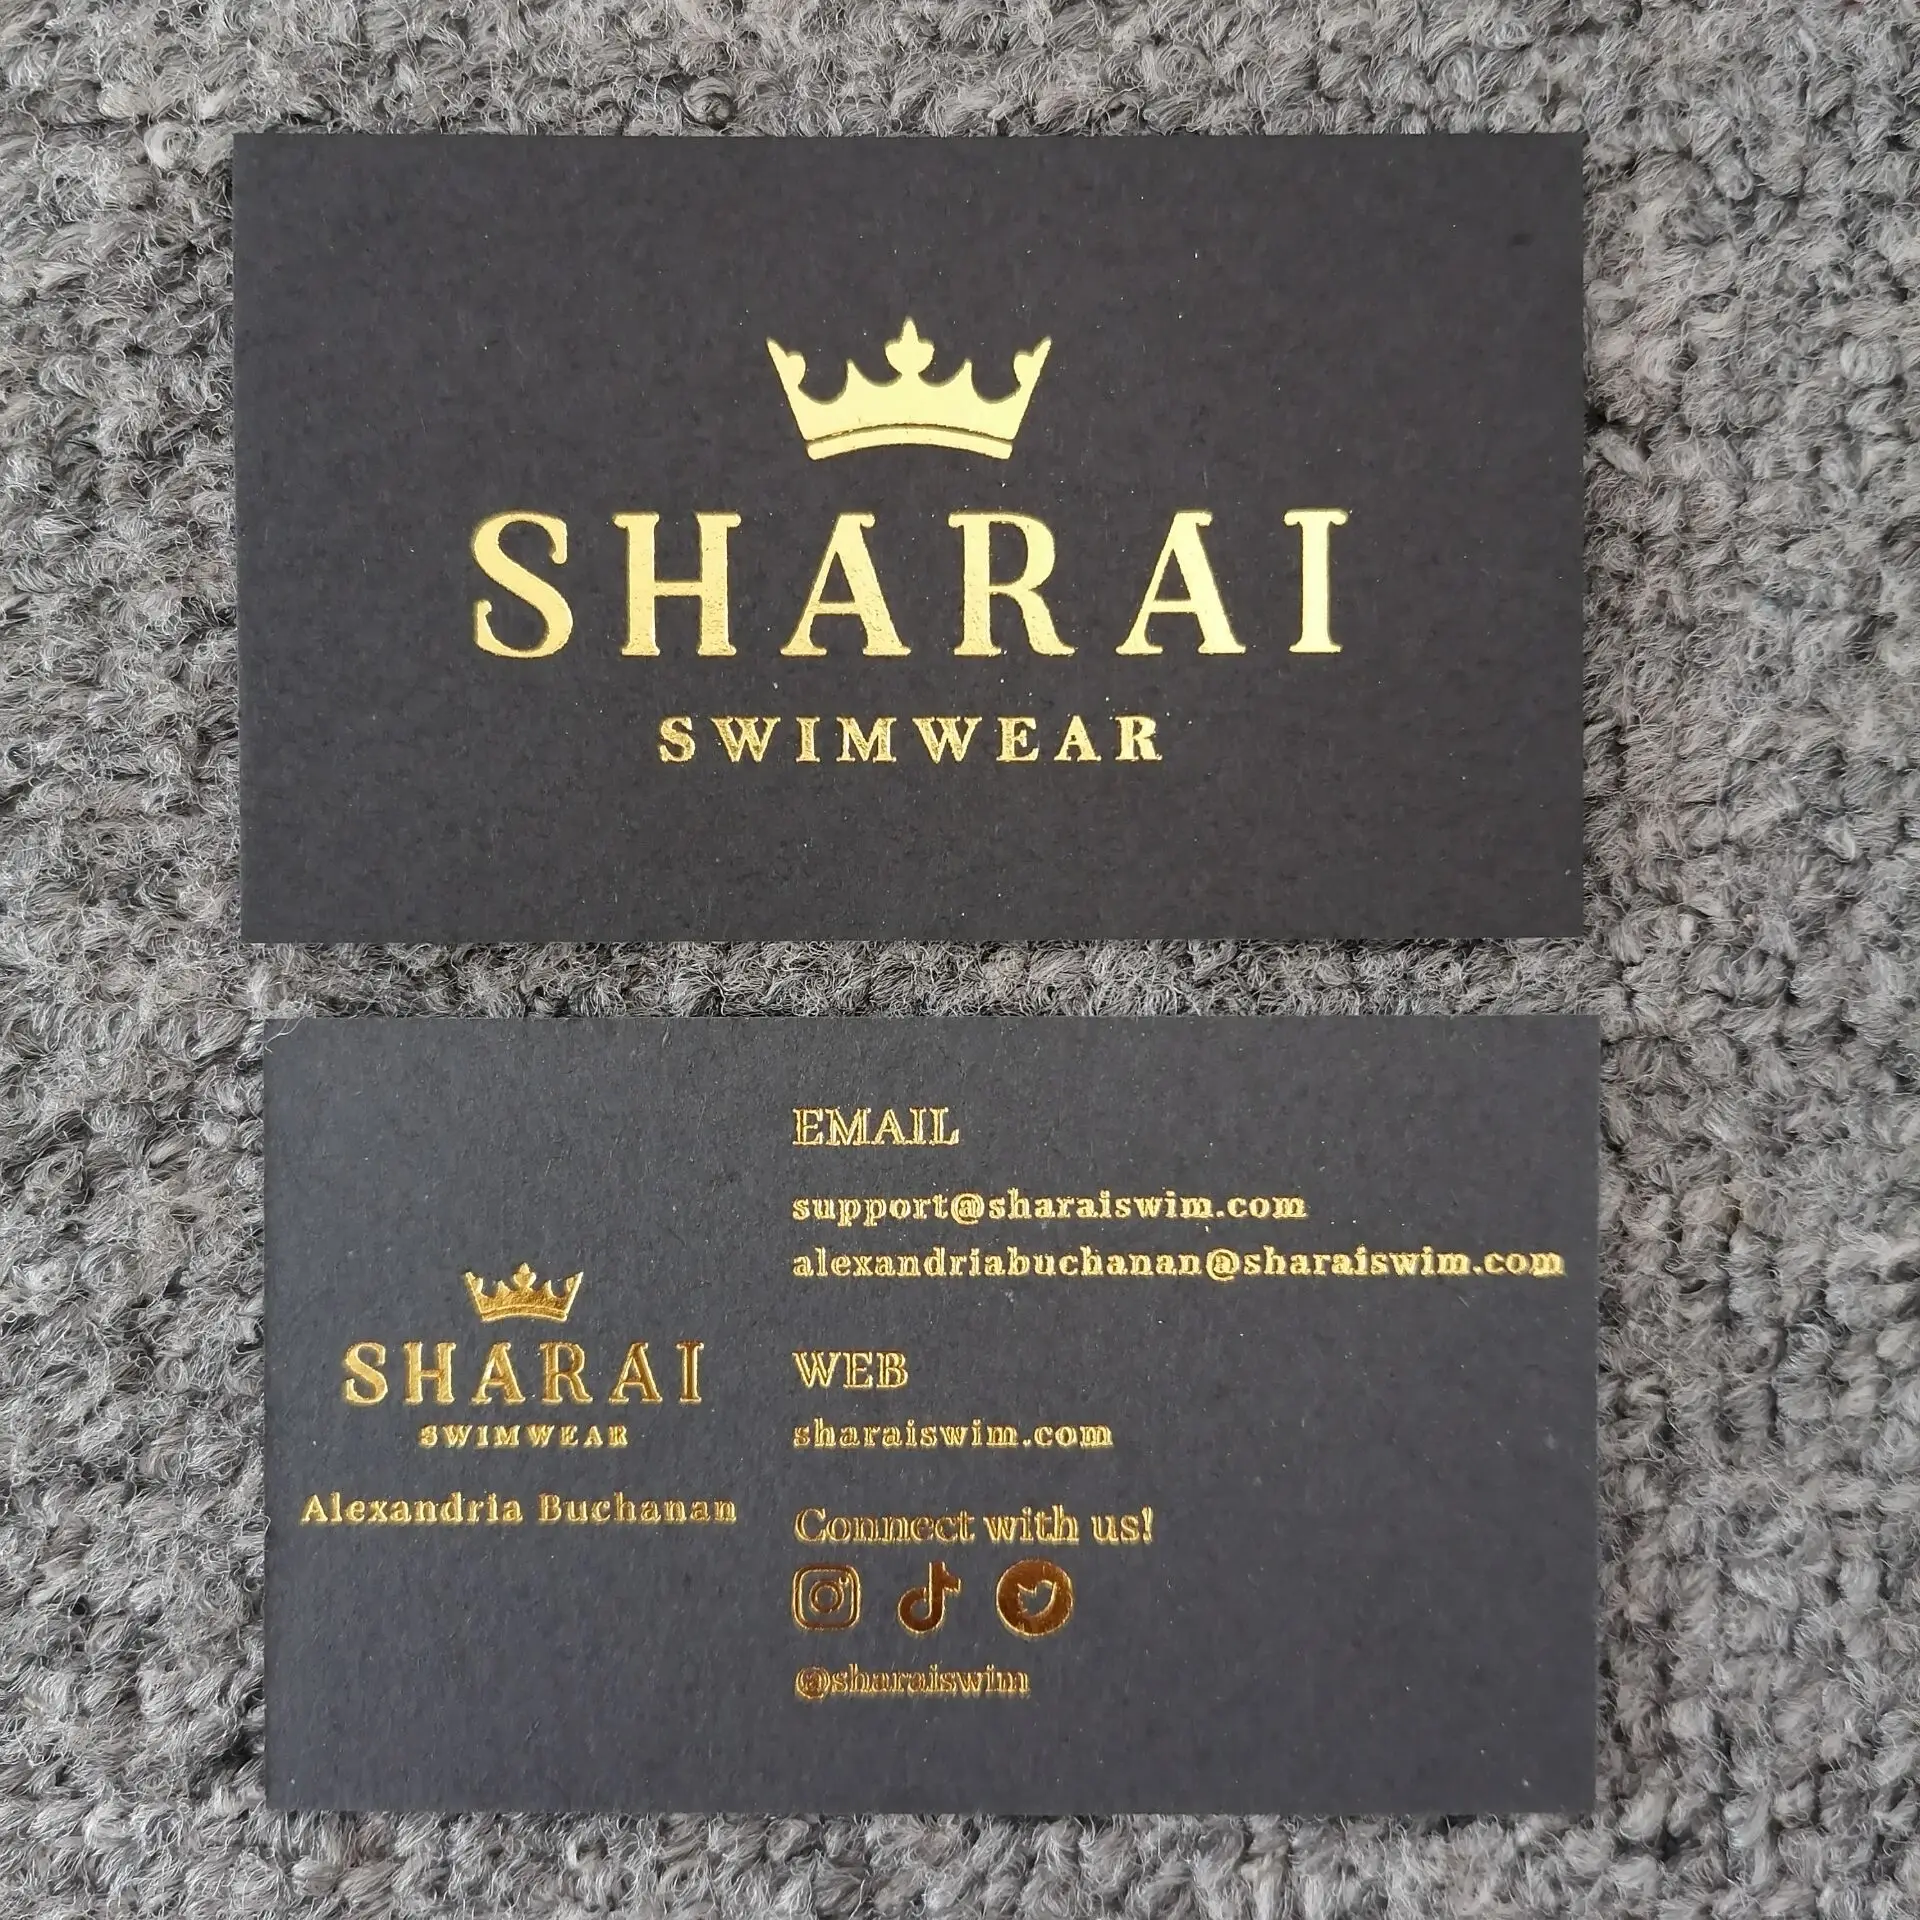 SHARAI
SWIMWEAR
SHARAI
SWIMWEAR
Alexandria Buchanan
EMAIL
support@sharaiswim.com
alexandriabuchanan@sharaiswim.com
WEB
sharaiswim.com
Connect with us!
@sharaiswim